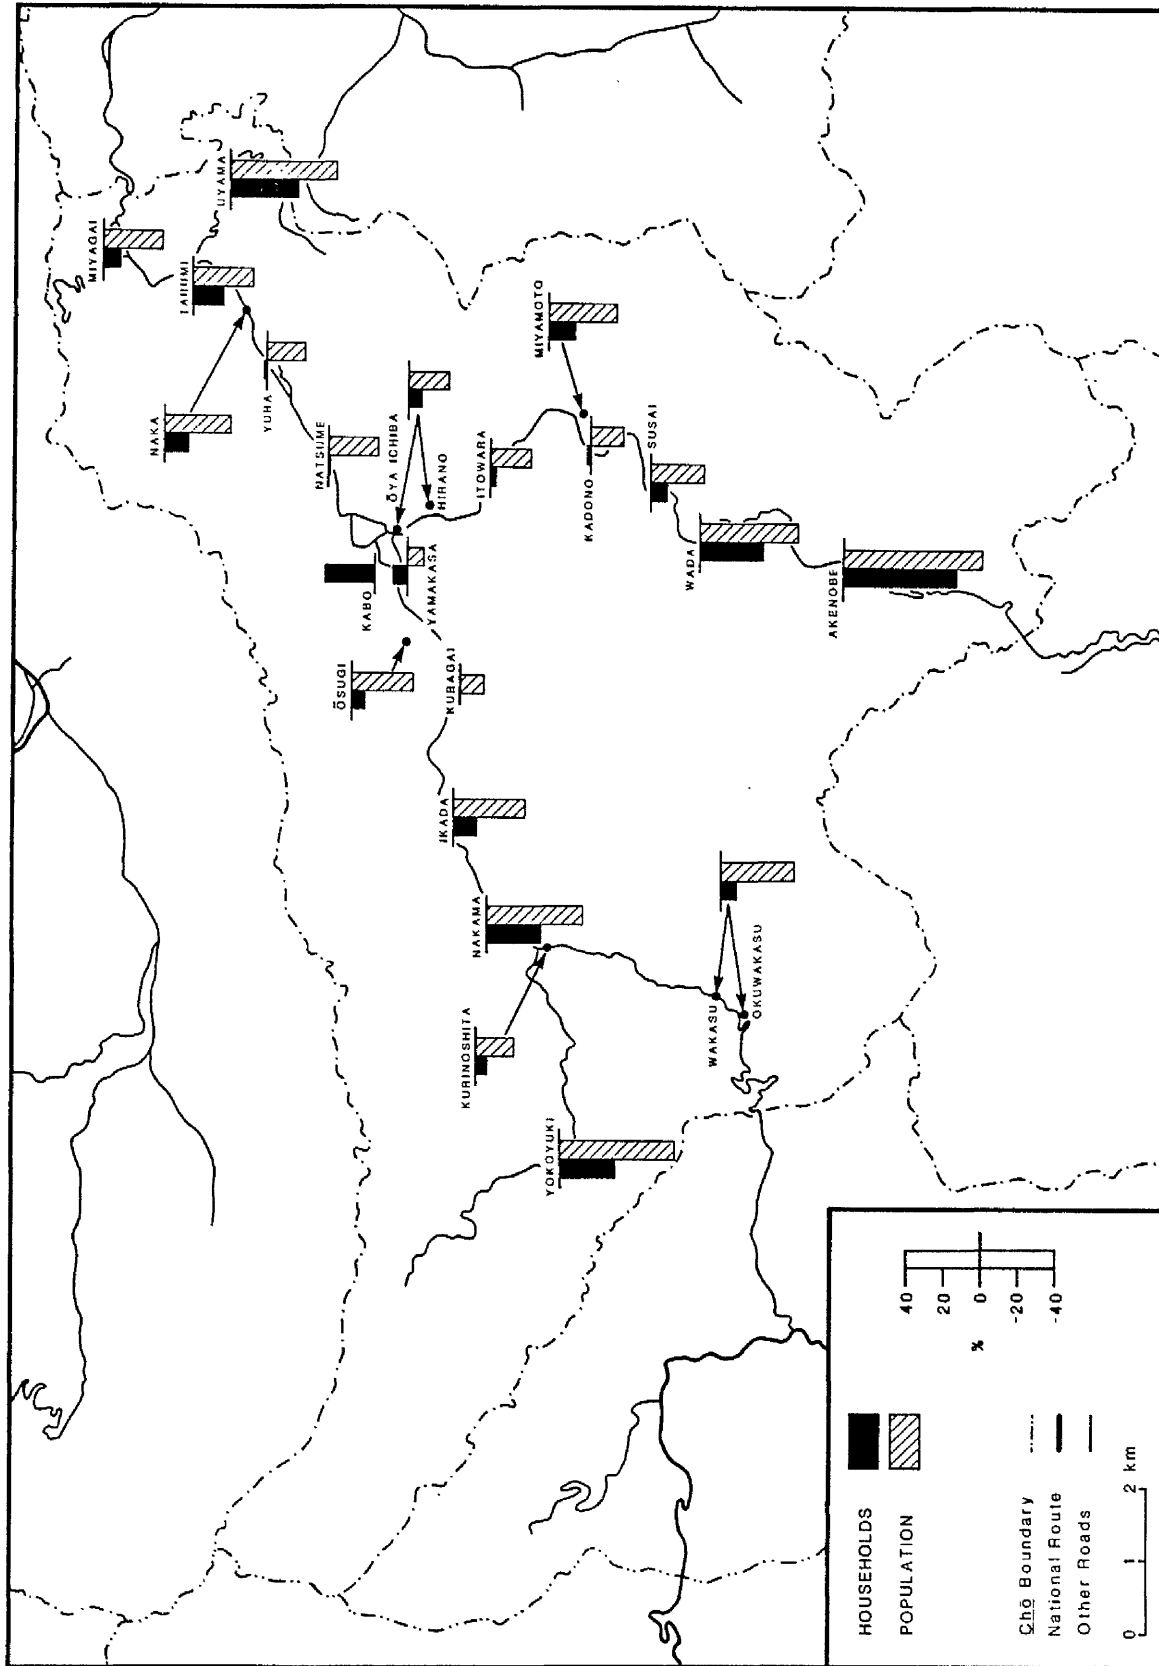 MIYAGAI
NAKA
UYAMA
YUHA
NATSUME
ŌSUGI
KABO
ŌYA ICHIBA
YAMAKASA
HIRANO
IKADA
KUBAGAI
KURINOSHITA
NAKAMA
ITOWARA
MIYAMOTO
YOKOYUKI
KADONO
SUSAI
WADA
WAKASU
OKUWAKASU
AKENOBE
HOUSEHOLDS
POPULATION
%
40
20
0
-20
-40
Chō Boundary
National Route
Other Roads
0 1 2 km